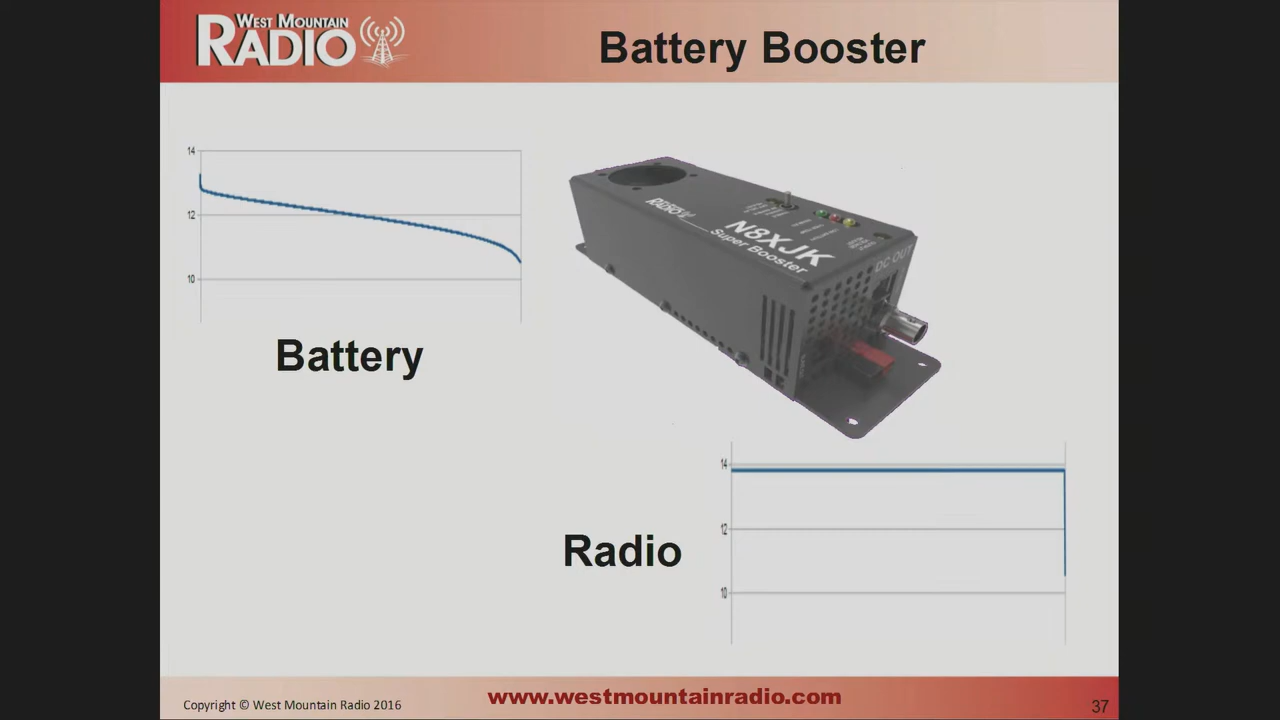 WEST MOUNTAIN
RADIO
Battery Booster
14
12
10
Battery
RADIO
N8XJK
Super Booster
DC OUT
14
12
10
Radio
Copyright © West Mountain Radio 2016
www.westmountainradio.com
37